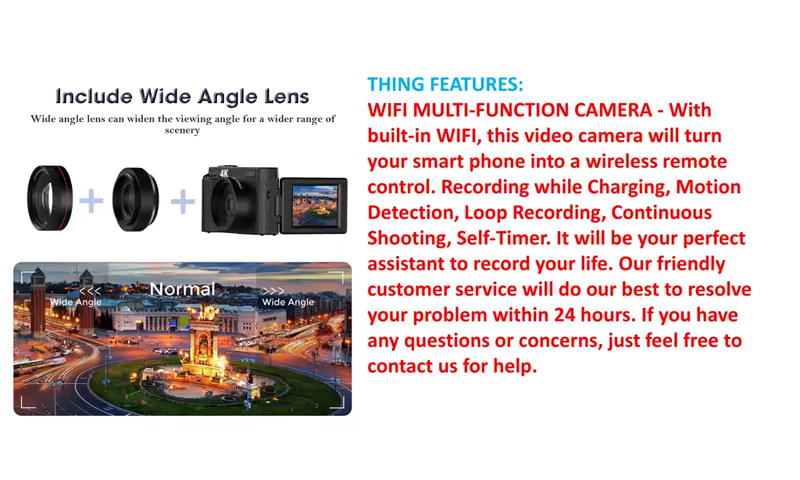 Include Wide Angle Lens
Wide angle lens can widen the viewing angle for a wider range of
scenery
4K
<<< Normal >>>
Wide Angle Wide Angle
THING FEATURES:
WIFI MULTI-FUNCTION CAMERA - With
built-in WIFI, this video camera will turn
your smart phone into a wireless remote
control. Recording while Charging, Motion
Detection, Loop Recording, Continuous
Shooting, Self-Timer. It will be your perfect
assistant to record your life. Our friendly
customer service will do our best to resolve
your problem within 24 hours. If you have
any questions or concerns, just feel free to
contact us for help.